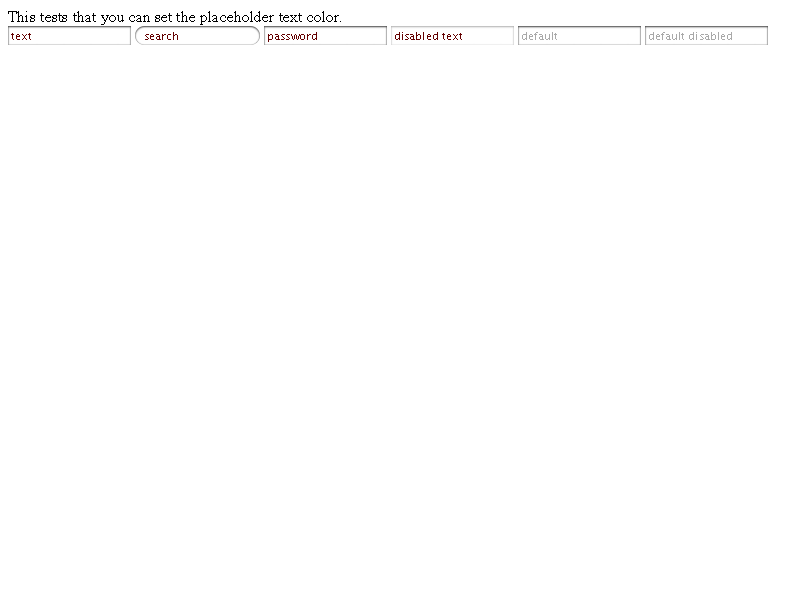 This tests that you can set the placeholder text color.
text search password disabled text default default disabled